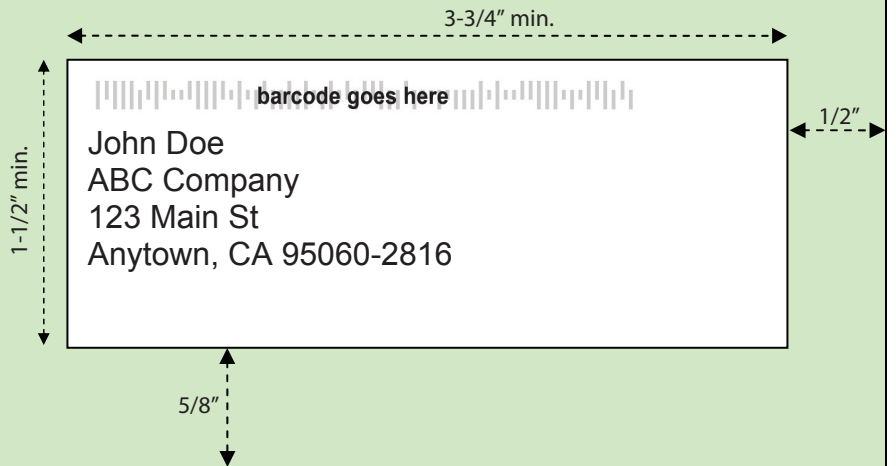 3-3/4” min.
barcode goes here
1/2”
John Doe
ABC Company
1-1/2” min.
123 Main St
Anytown, CA 95060-2816
5/8”